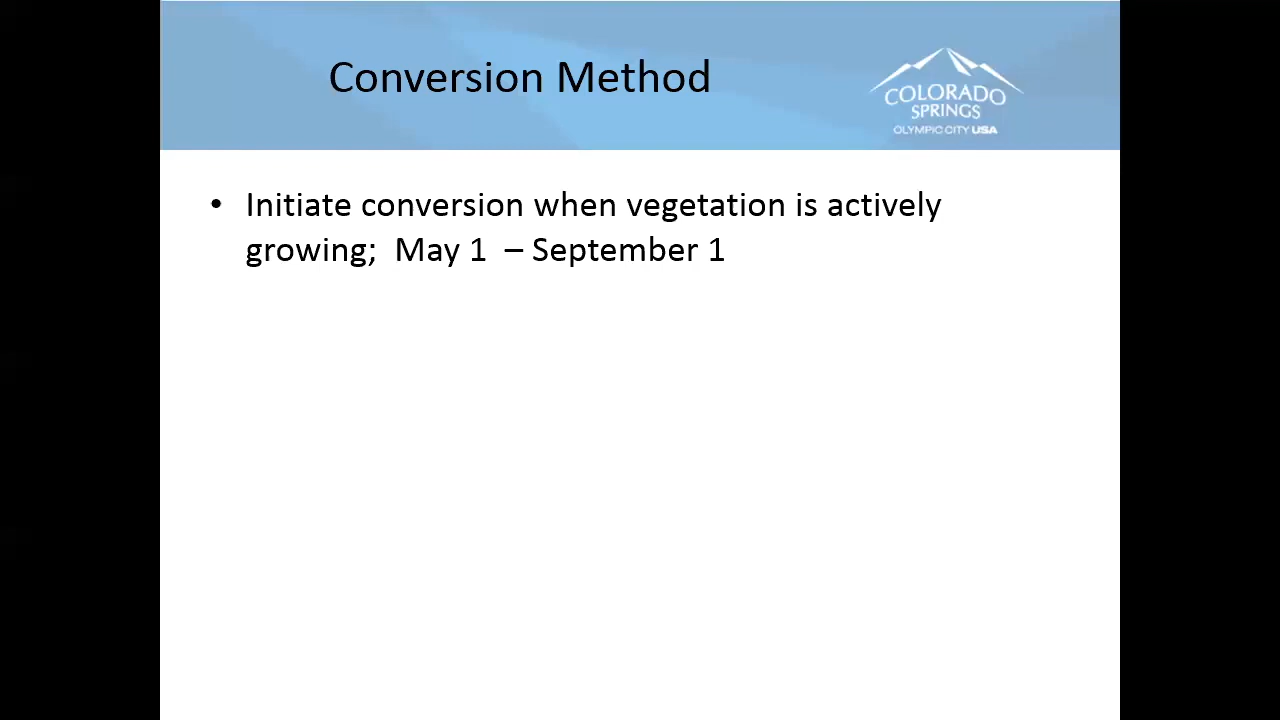 Conversion Method
COLORADO
SPRINGS
OLYMPIC CITY USA
• Initiate conversion when vegetation is actively
growing;  May 1  – September 1